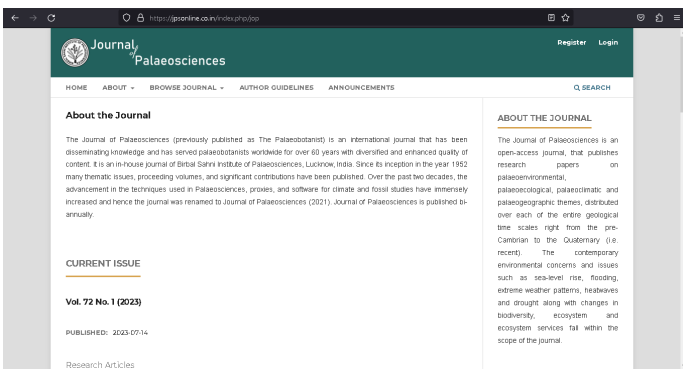 https://jpsonline.co.in/index.php/jop
Journal
of
Palaeosciences
Register Login
HOME ABOUT BROWSE JOURNAL AUTHOR GUIDELINES ANNOUNCEMENTS SEARCH
About the Journal
The Journal of Palaeosciences (previously published as The Palaeobotanist) is an international journal that has been
disseminating knowledge and has served palaeobotanists worldwide for over 60 years with diversified and enhanced quality of
content. It is an in-house journal of Birbal Sahni Institute of Palaeosciences, Lucknow, India. Since its inception in the year 1952
many thematic issues, proceeding volumes, and significant contributions have been published. Over the past two decades, the
advancement in the techniques used in Palaeosciences, proxies, and software for climate and fossil studies have immensely
increased and hence the journal was renamed to Journal of Palaeosciences (2021). Journal of Palaeosciences is published bi-
annually.
CURRENT ISSUE
Vol. 72 No. 1 (2023)
PUBLISHED: 2023-07-14
Research Articles
ABOUT THE JOURNAL
The Journal of Palaeosciences is an
open-access journal, that publishes
research papers on
palaeoenvironmental,
palaeoecological, palaeoclimatic and
palaeogeographic themes, distributed
over each of the entire geological
time scales right from the pre-
Cambrian to the Quaternary (i.e.
recent). The contemporary
environmental concerns and issues
such as sea-level rise, flooding,
extreme weather patterns, heatwaves
and drought along with changes in
biodiversity, ecosystem and
ecosystem services fall within the
scope of the journal.